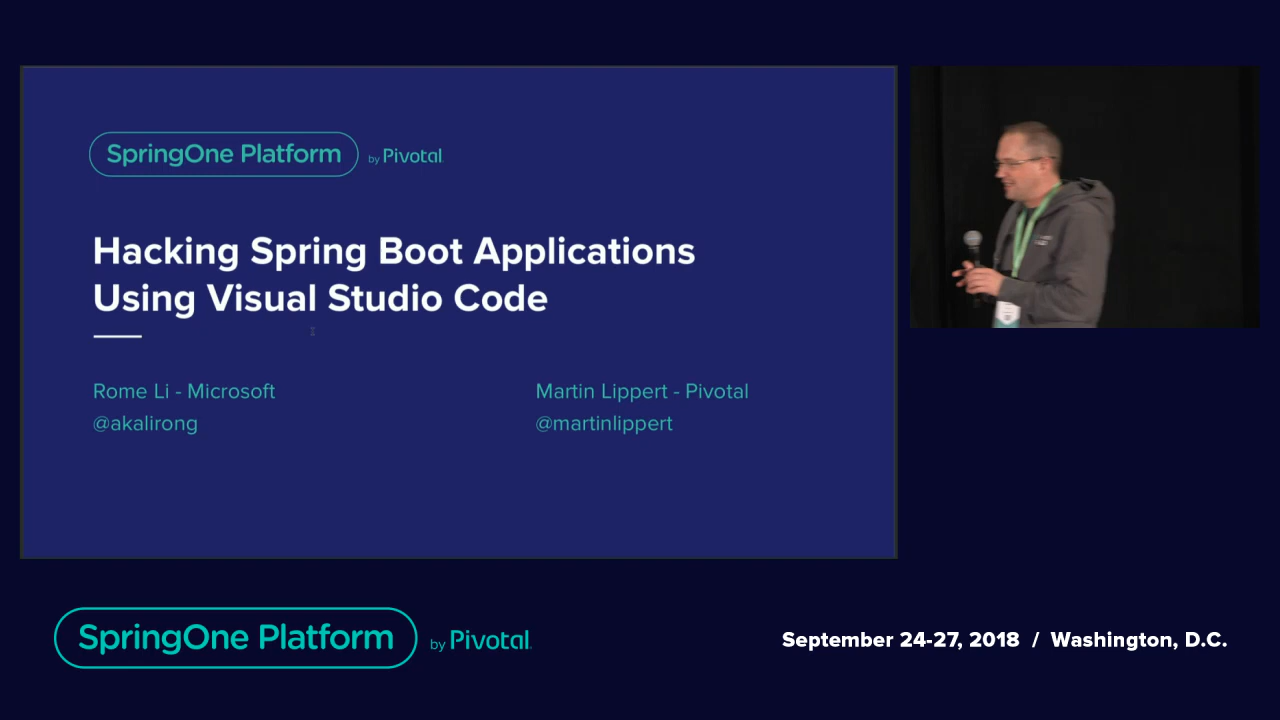 SpringOne Platform by Pivotal
Hacking Spring Boot Applications
Using Visual Studio Code
Rome Li - Microsoft
@akalirong
Martin Lippert - Pivotal
@martinlippert
SpringOne Platform by Pivotal.
September 24-27, 2018 / Washington, D.C.